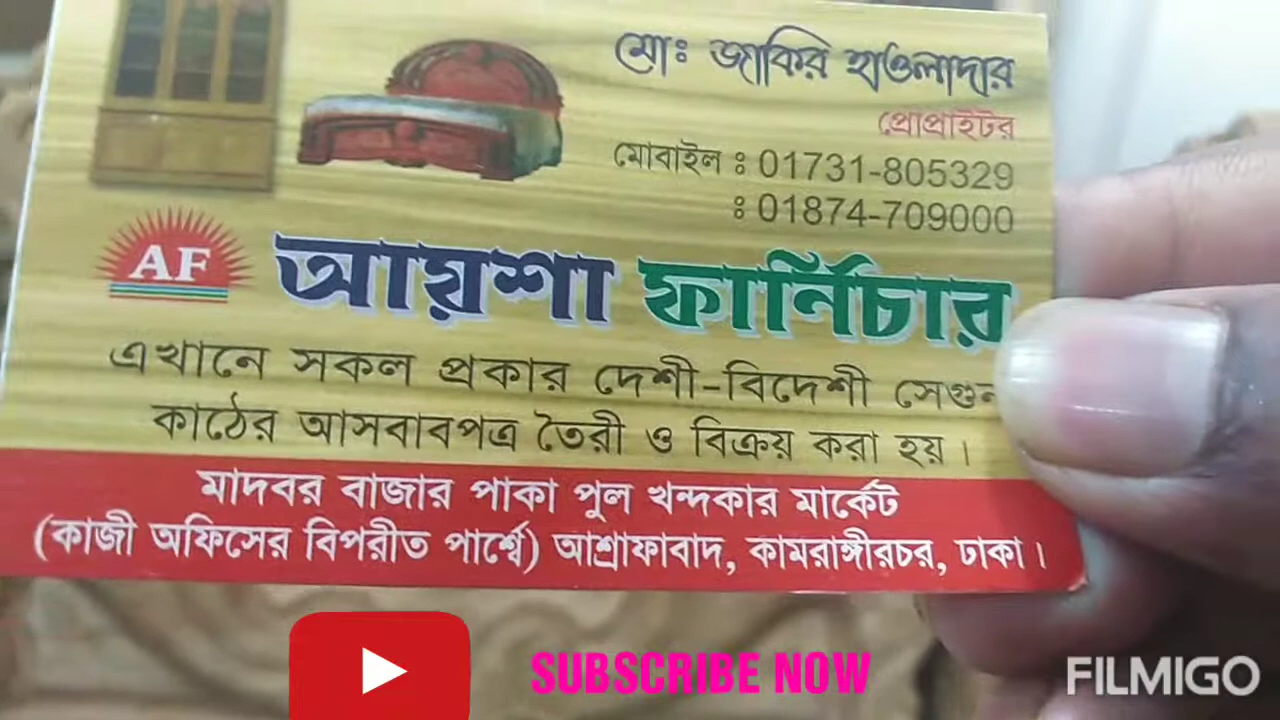 মোঃ জাকির হাওলাদার
প্রোপ্রাইটর
মোবাইল ঃ 01731-805329
ঃ 01874-709000
AF
আয়শা ফার্নিচার
এখানে সকল প্রকার দেশী-বিদেশী সেগুন
কাঠের আসবাবপত্র তৈরী ও বিক্রয় করা হয়।
মাদবর বাজার পাকা পুল খন্দকার মার্কেট
(কাজী অফিসের বিপরীত পার্শ্বে) আশ্রাফাবাদ, কামরাঙ্গীরচর, ঢাকা।
SUBSCRIBE NOW
FILMIGO